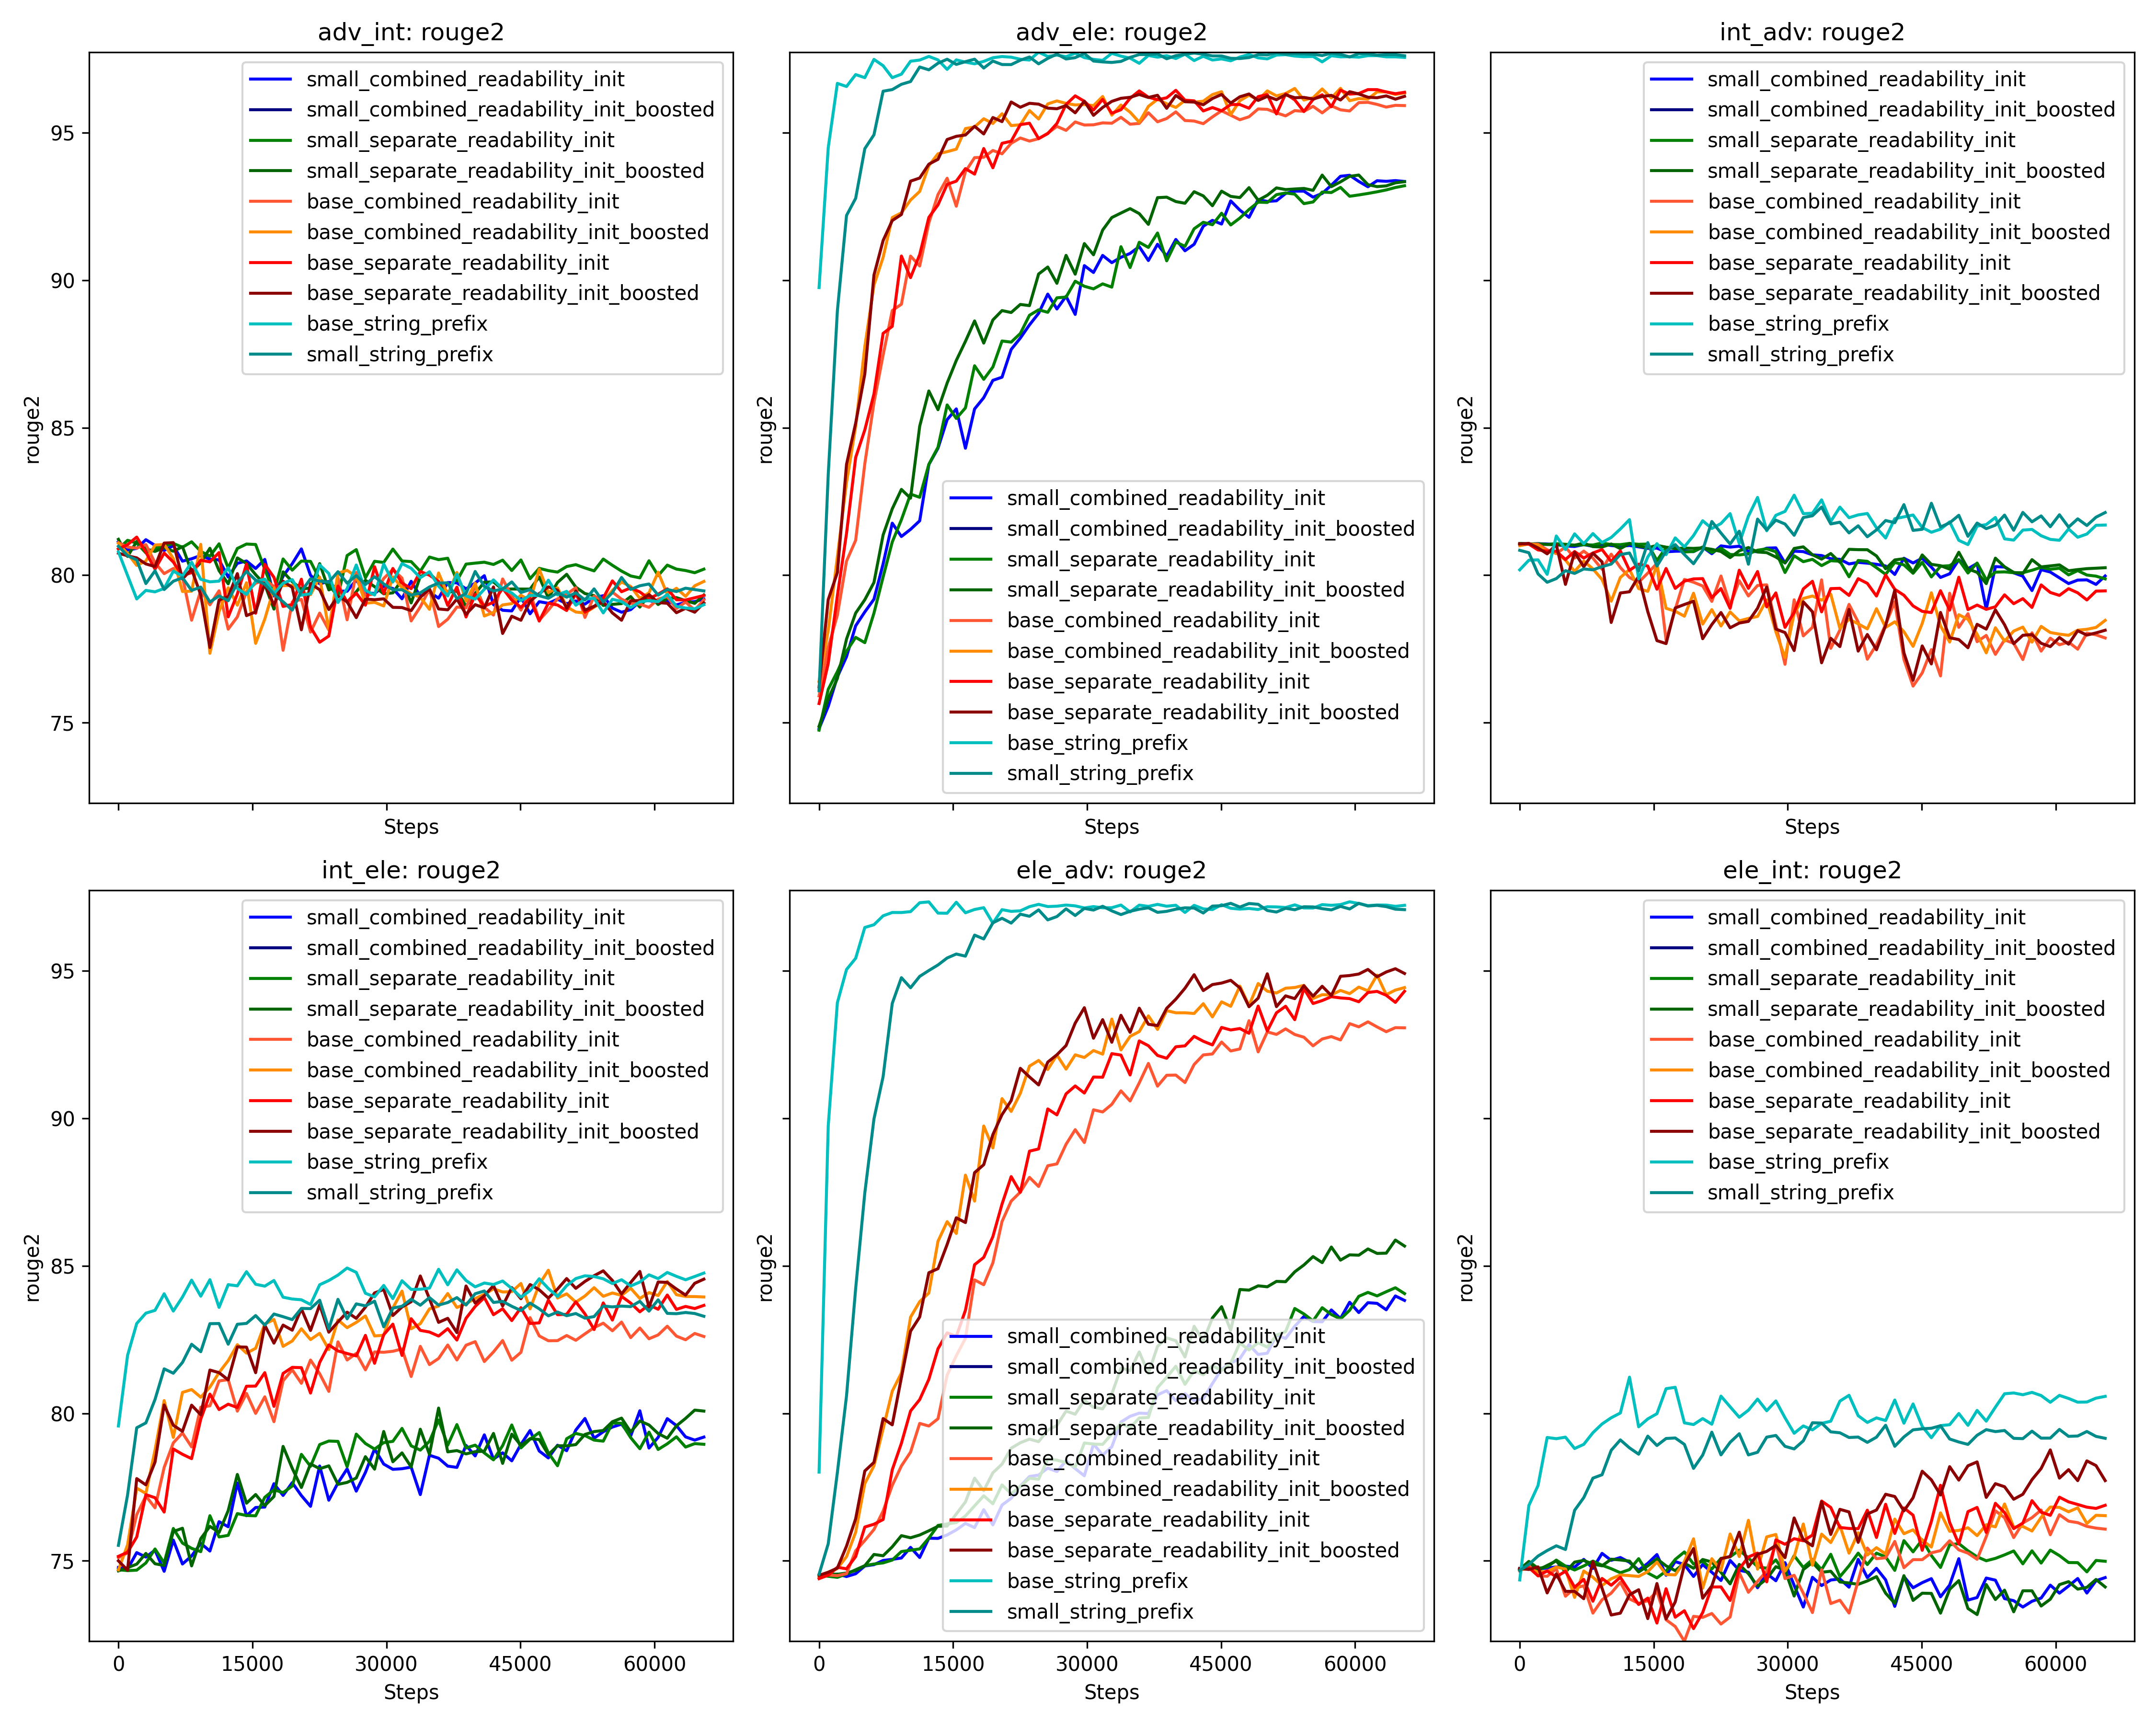 adv_int: rouge2
small_combined_readability_init
small_combined_readability_init_boosted
small_separate_readability_init
small_separate_readability_init_boosted
base_combined_readability_init
base_combined_readability_init_boosted
base_separate_readability_init
base_separate_readability_init_boosted
base_string_prefix
small_string_prefix
95
90
85
80
75
rouge2
Steps
adv_ele: rouge2
small_combined_readability_init
small_combined_readability_init_boosted
small_separate_readability_init
small_separate_readability_init_boosted
base_combined_readability_init
base_combined_readability_init_boosted
base_separate_readability_init
base_separate_readability_init_boosted
base_string_prefix
small_string_prefix
rouge2
Steps
int_adv: rouge2
small_combined_readability_init
small_combined_readability_init_boosted
small_separate_readability_init
small_separate_readability_init_boosted
base_combined_readability_init
base_combined_readability_init_boosted
base_separate_readability_init
base_separate_readability_init_boosted
base_string_prefix
small_string_prefix
rouge2
Steps
int_ele: rouge2
small_combined_readability_init
small_combined_readability_init_boosted
small_separate_readability_init
small_separate_readability_init_boosted
base_combined_readability_init
base_combined_readability_init_boosted
base_separate_readability_init
base_separate_readability_init_boosted
base_string_prefix
small_string_prefix
95
90
85
80
75
rouge2
0 15000 30000 45000 60000
Steps
ele_adv: rouge2
small_combined_readability_init
small_combined_readability_init_boosted
small_separate_readability_init
small_separate_readability_init_boosted
base_combined_readability_init
base_combined_readability_init_boosted
base_separate_readability_init
base_separate_readability_init_boosted
base_string_prefix
small_string_prefix
rouge2
0 15000 30000 45000 60000
Steps
ele_int: rouge2
small_combined_readability_init
small_combined_readability_init_boosted
small_separate_readability_init
small_separate_readability_init_boosted
base_combined_readability_init
base_combined_readability_init_boosted
base_separate_readability_init
base_separate_readability_init_boosted
base_string_prefix
small_string_prefix
rouge2
0 15000 30000 45000 60000
Steps